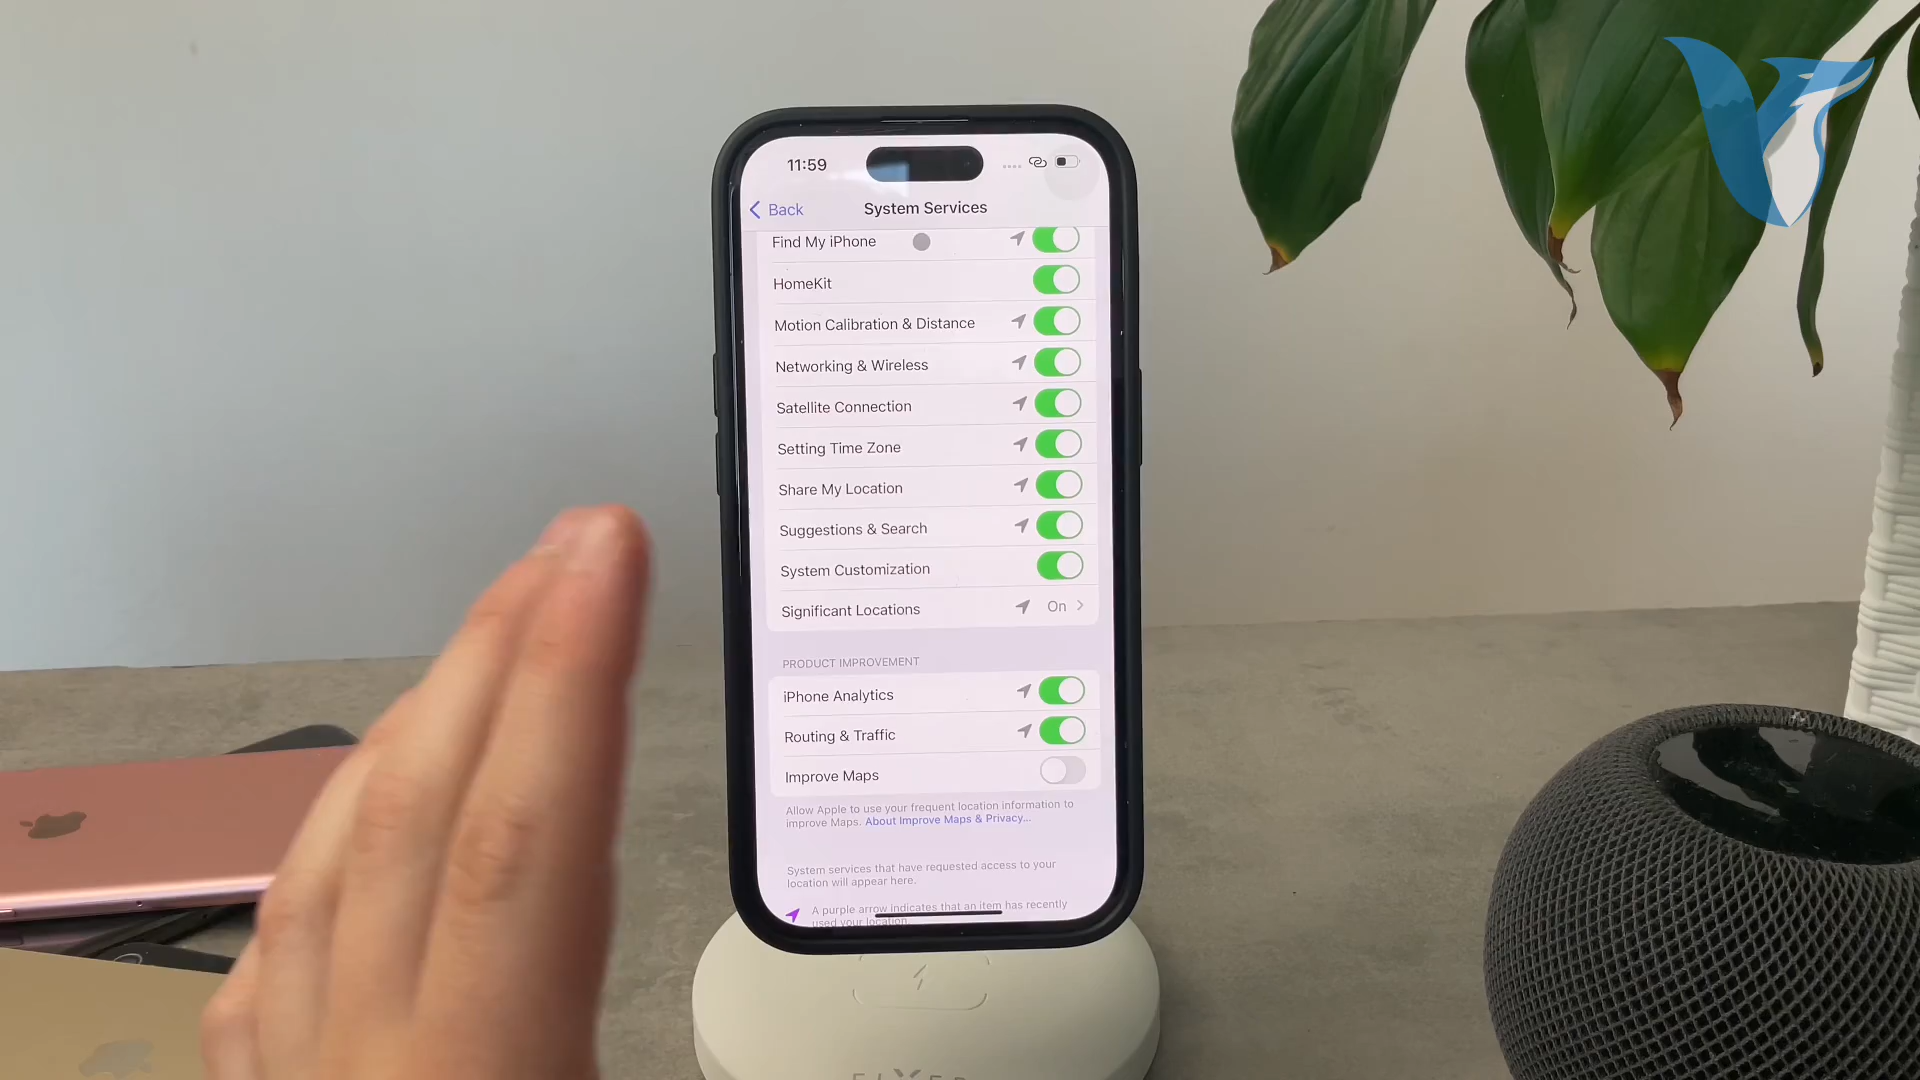 11:59
Back
System Services
Find My iPhone
HomeKit
Motion Calibration & Distance
Networking & Wireless
Satellite Connection
Setting Time Zone
Share My Location
Suggestions & Search
System Customization
Significant Locations On
PRODUCT IMPROVEMENT
iPhone Analytics
Routing & Traffic
Improve Maps
Allow Apple to use your frequent location information to
improve Maps. About Improve Maps & Privacy...
System services that have requested access to your
location will appear here.
A purple arrow indicates that an item has recently
used your location.